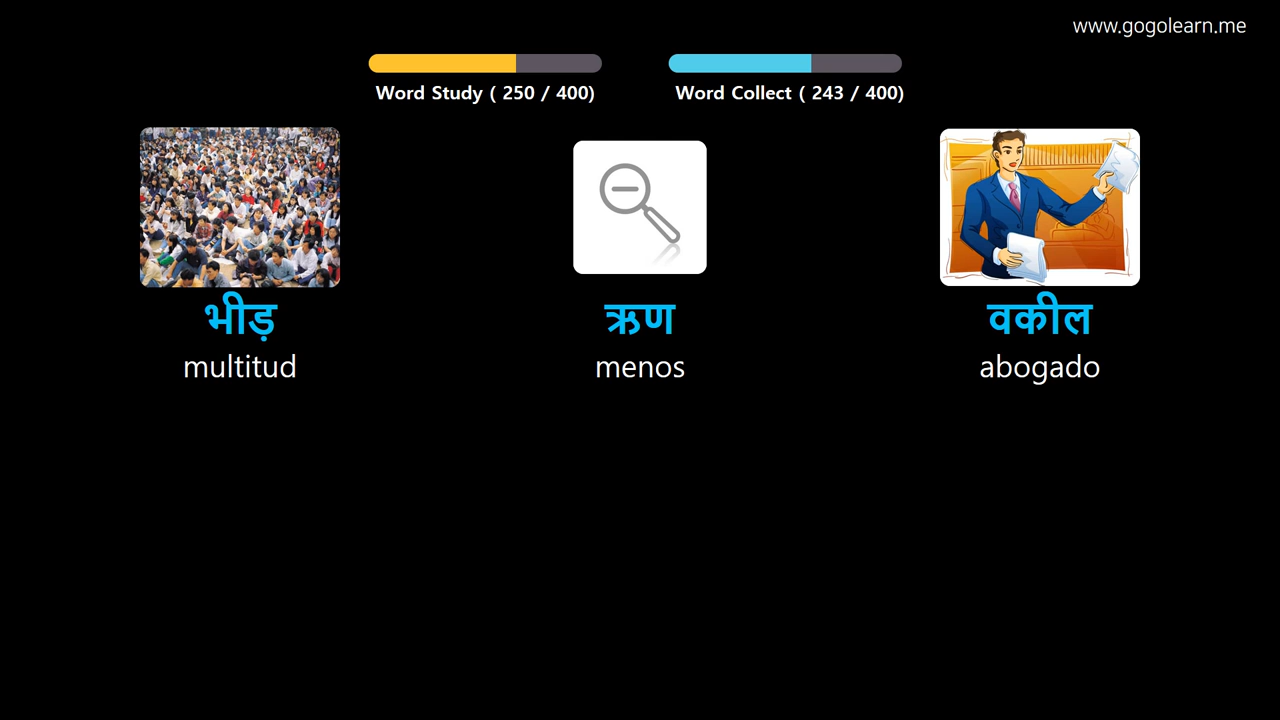 www.gogolearn.me
Word Study ( 250 / 400)
Word Collect ( 243 / 400)
भीड़
ऋण
वकील
multitud
menos
abogado